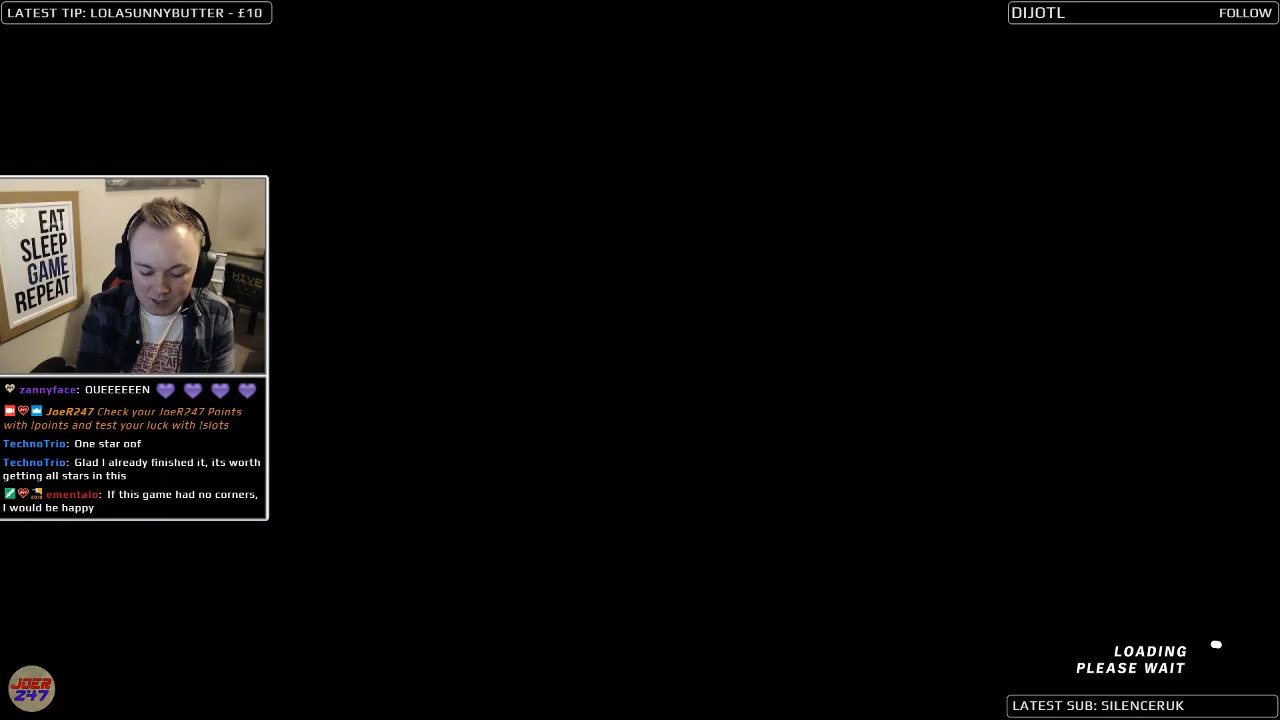 LATEST TIP: LOLASUNNYBUTTER - £10
DIJOTL FOLLOW
EAT
SLEEP
GAME
REPEAT
HIVE
zannyface: QUEEEEEEN
JoeR247 Check your JoeR247 Points
with !points and test your luck with !slots
TechnoTrio: One star oof
TechnoTrio: Glad I already finished it, its worth
getting all stars in this
ementalo: If this game had no corners,
I would be happy
LOADING
PLEASE WAIT
JOER
247
LATEST SUB: SILENCERUK